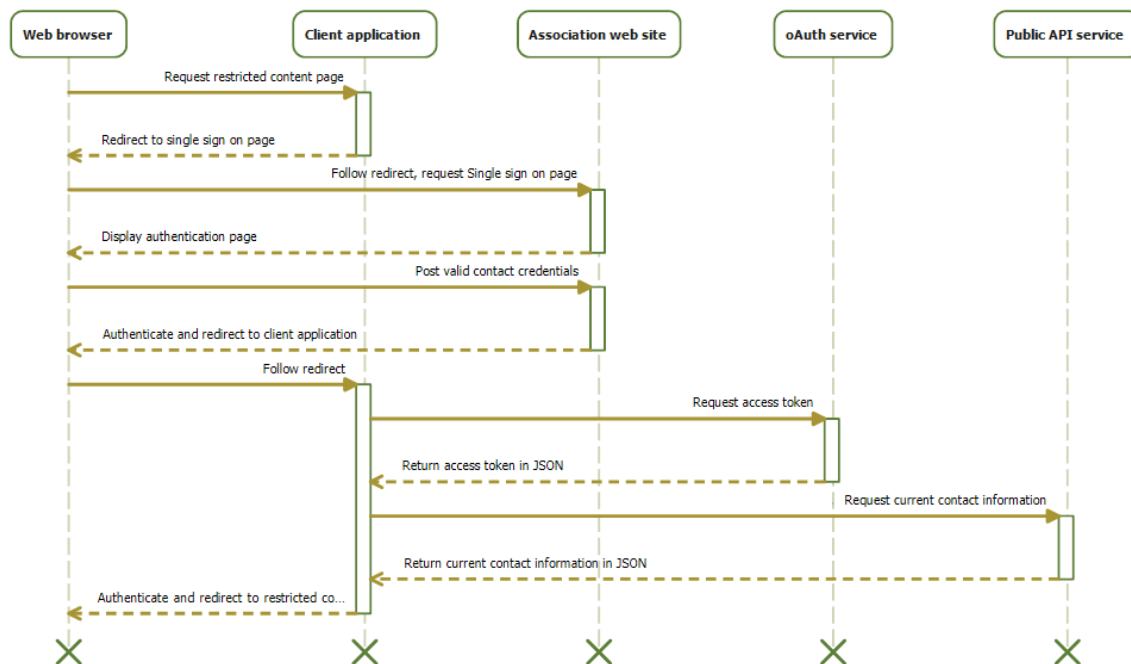 Web browser
Client application
Association web site
oAuth service
Public API service
Request restricted content page
Redirect to single sign on page
Follow redirect, request Single sign on page
Display authentication page
Post valid contact credentials
Authenticate and redirect to client application
Follow redirect
Request access token
Return access token in JSON
Request current contact information
Return current contact information in JSON
Authenticate and redirect to restricted co...